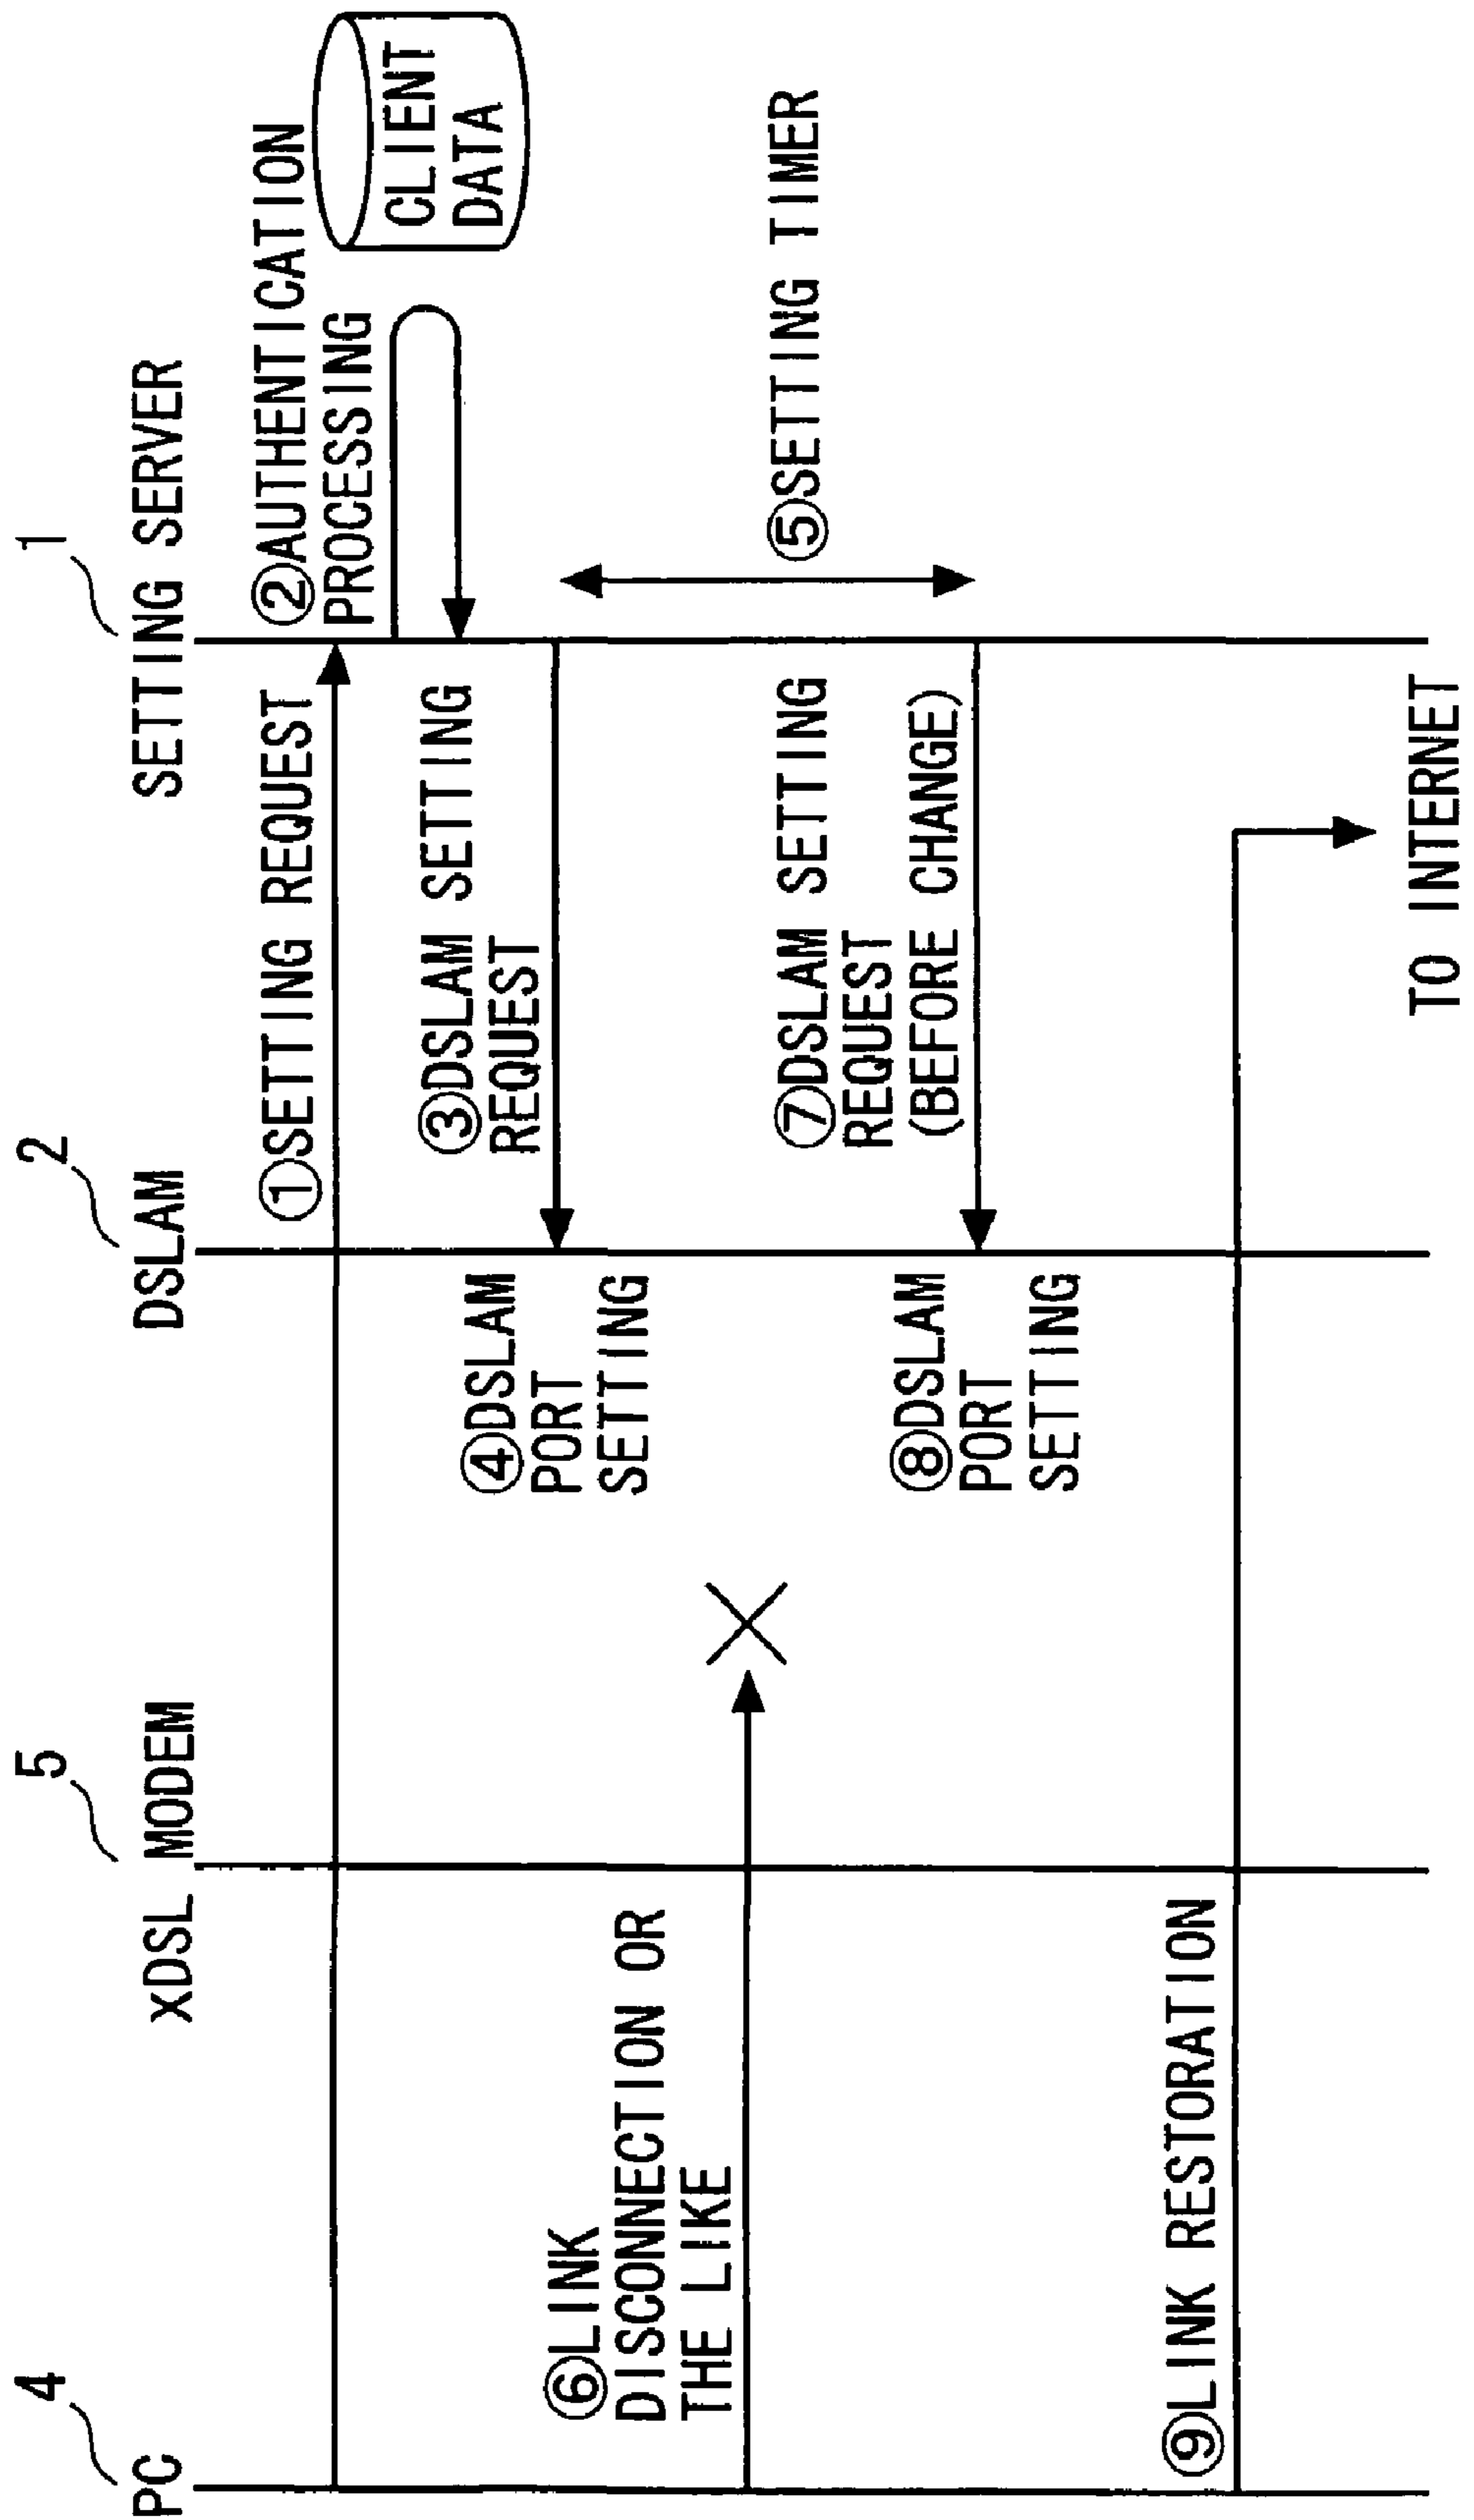 4
PC
5
xDSL MODEM
2
DSLAM
1
SETTING SERVER
①SETTING REQUEST
②AUTHENTICATION
PROCESSING
CLIENT
DATA
③DSLAM SETTING
REQUEST
④DSLAM
PORT
SETTING
⑤SETTING TIMER
⑥LINK
DISCONNECTION OR
THE LIKE
⑦DSLAM SETTING
REQUEST
(BEFORE CHANGE)
⑧DSLAM
PORT
SETTING
⑨LINK RESTORATION
TO INTERNET